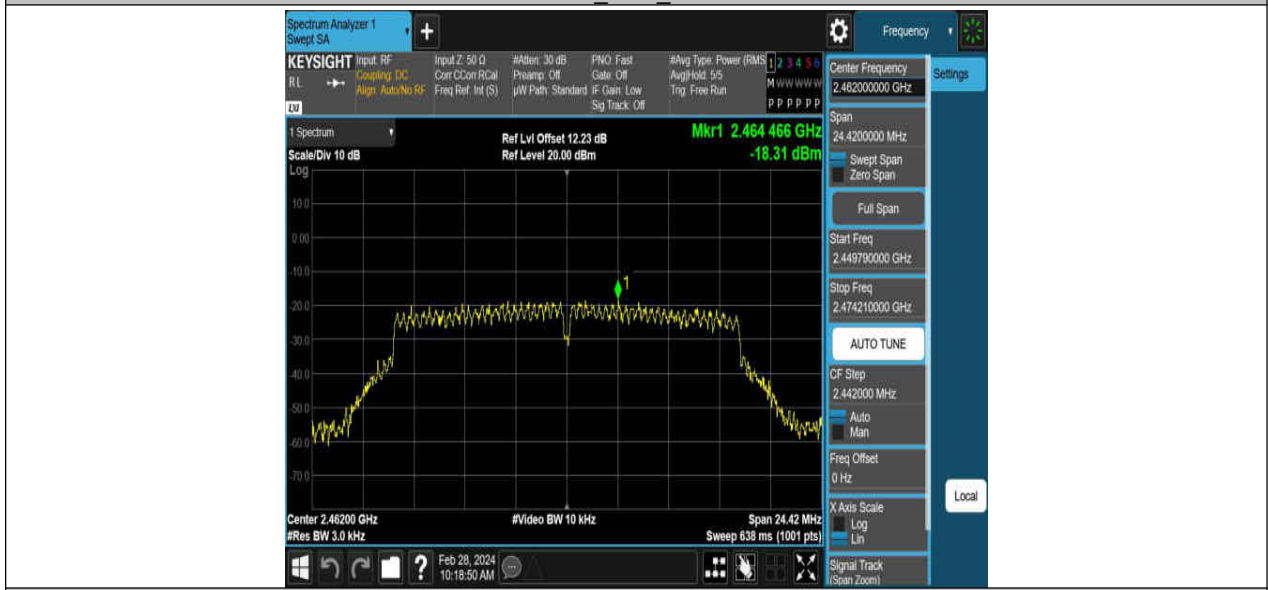 Spectrum Analyzer 1
Swept SA
+
Frequency
KEYSIGHT
RL
LXI
Input: RF
Coupling: DC
Align: Auto/No RF
Input Z: 50 Ω
Corr CCorr RCal
Freq Ref: Int (S)
#Atten: 30 dB
Preamp: Off
µW Path: Standard
PNO: Fast
Gate: Off
IF Gain: Low
Sig Track: Off
#Avg Type: Power (RMS
Avg|Hold: 5/5
Trig: Free Run
1 2 3 4 5 6
M W W W W W
P P P P P P
1 Spectrum
Scale/Div 10 dB
Log
Ref Lvl Offset 12.23 dB
Ref Level 20.00 dBm
Mkr1 2.464 466 GHz
-18.31 dBm
10.0
0.00
-10.0
-20.0
-30.0
-40.0
-50.0
-60.0
-70.0
1
Center 2.46200 GHz
#Res BW 3.0 kHz
#Video BW 10 kHz
Span 24.42 MHz
Sweep 638 ms (1001 pts)
Center Frequency
2.462000000 GHz
Settings
Span
24.4200000 MHz
Swept Span
Zero Span
Full Span
Start Freq
2.449790000 GHz
Stop Freq
2.474210000 GHz
AUTO TUNE
CF Step
2.442000 MHz
Auto
Man
Freq Offset
0 Hz
X Axis Scale
Log
Lin
Local
Signal Track
(Span Zoom)
?
Feb 28, 2024
10:18:50 AM